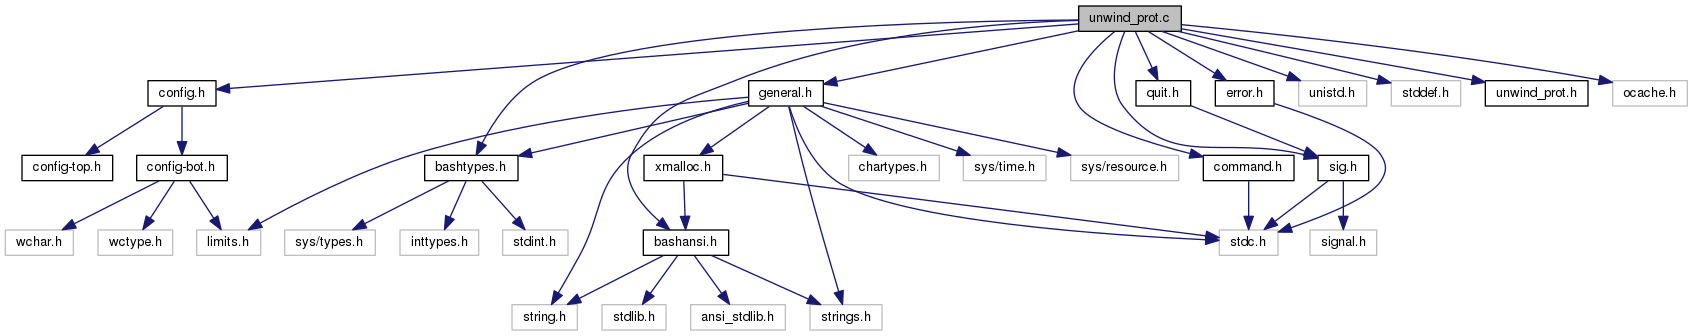 unwind_prot.c
config.h
general.h
quit.h
error.h
unistd.h
stddef.h
unwind_prot.h
ocache.h
config-top.h
config-bot.h
bashtypes.h
xmalloc.h
chartypes.h
sys/time.h
sys/resource.h
command.h
sig.h
wchar.h
wctype.h
limits.h
sys/types.h
inttypes.h
stdint.h
bashansi.h
stdc.h
signal.h
string.h
stdlib.h
ansi_stdlib.h
strings.h